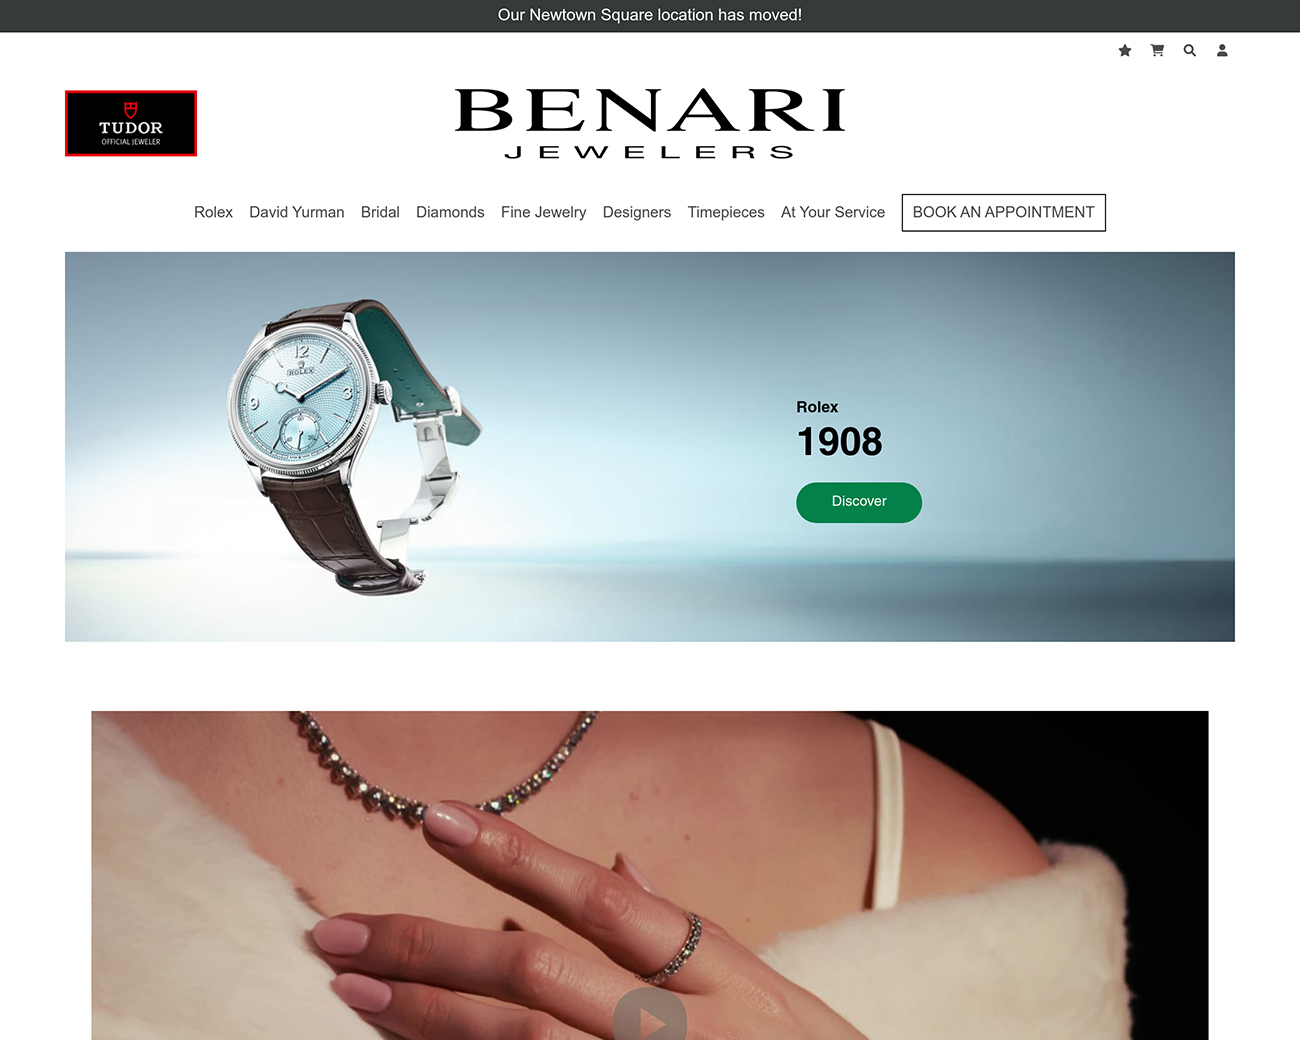 Our Newtown Square location has moved!
TUDOR
OFFICIAL JEWELER
BENARI
JEWELERS
Rolex David Yurman Bridal Diamonds Fine Jewelry Designers Timepieces At Your Service BOOK AN APPOINTMENT
12
ROLEX
9
3
60
Rolex
1908
Discover